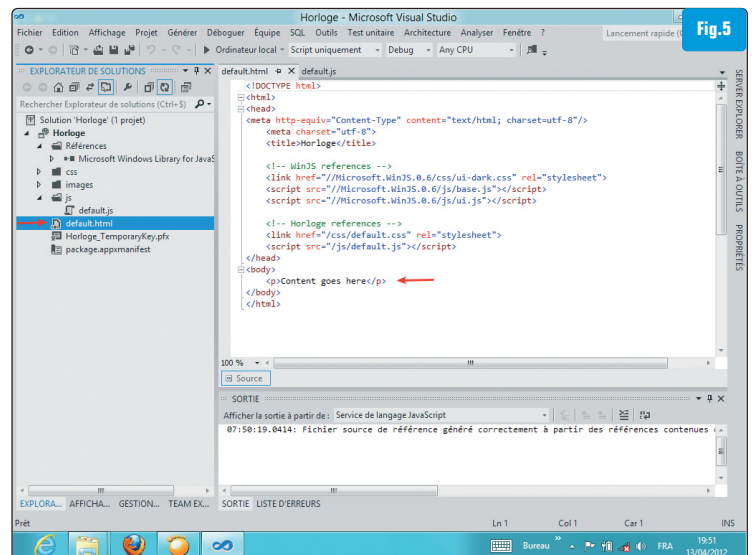 Horloge - Microsoft Visual Studio
Fig.5
Fichier Edition Affichage Projet Générer Déboguer Équipe SQL Outils Test unitaire Architecture Analyser Fenêtre ?
Lancement rapide
Ordinateur local Script uniquement Debug Any CPU
EXPLORATEUR DE SOLUTIONS
Rechercher Explorateur de solutions (Ctrl+$)
Solution 'Horloge' (1 projet)
Horloge
Références
Microsoft Windows Library for JavaS
css
images
js
default.js
default.html
Horloge_TemporaryKey.pfx
package.appxmanifest
EXPLORA... AFFICHA... GESTION... TEAM EX...
default.html default.js
<!DOCTYPE html>
<html>
<head>
<meta http-equiv="Content-Type" content="text/html; charset=utf-8"/>
<meta charset="utf-8">
<title>Horloge</title>
<!-- WinJS references -->
<link href="//Microsoft.WinJS.0.6/css/ui-dark.css" rel="stylesheet">
<script src="//Microsoft.WinJS.0.6/js/base.js"></script>
<script src="//Microsoft.WinJS.0.6/js/ui.js"></script>
<!-- Horloge references -->
<link href="/css/default.css" rel="stylesheet">
<script src="/js/default.js"></script>
</head>
<body>
<p>Content goes here</p>
</body>
</html>
100 %
Source
SORTIE
Afficher la sortie à partir de : Service de langage JavaScript
07:50:19.0414: Fichier source de référence généré correctement à partir des références contenues
SORTIE LISTE D'ERREURS
SERVER EXPLORER
BOÎTE À OUTILS
PROPRIÉTÉS
Prêt
Ln 1 Col 1 Car 1 INS
Bureau
FRA
19:51
13/04/2012